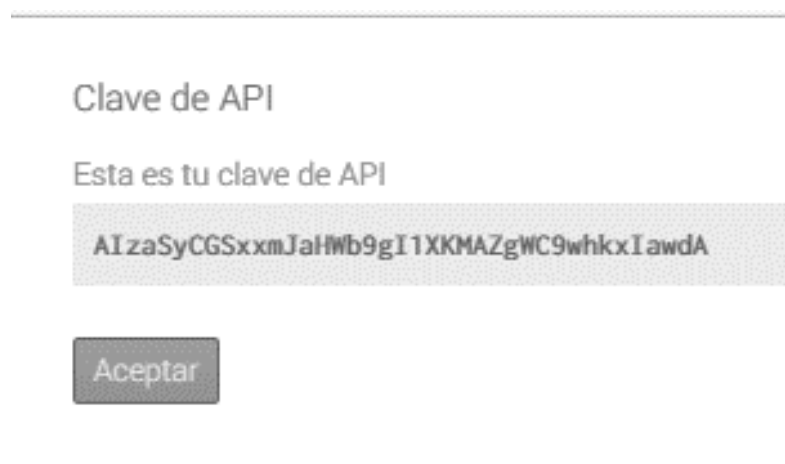 Clave de API
Esta es tu clave de API
AIzaSyCGSxxmJaHWb9gI1XKMAZgWC9whkxIawdA
Aceptar